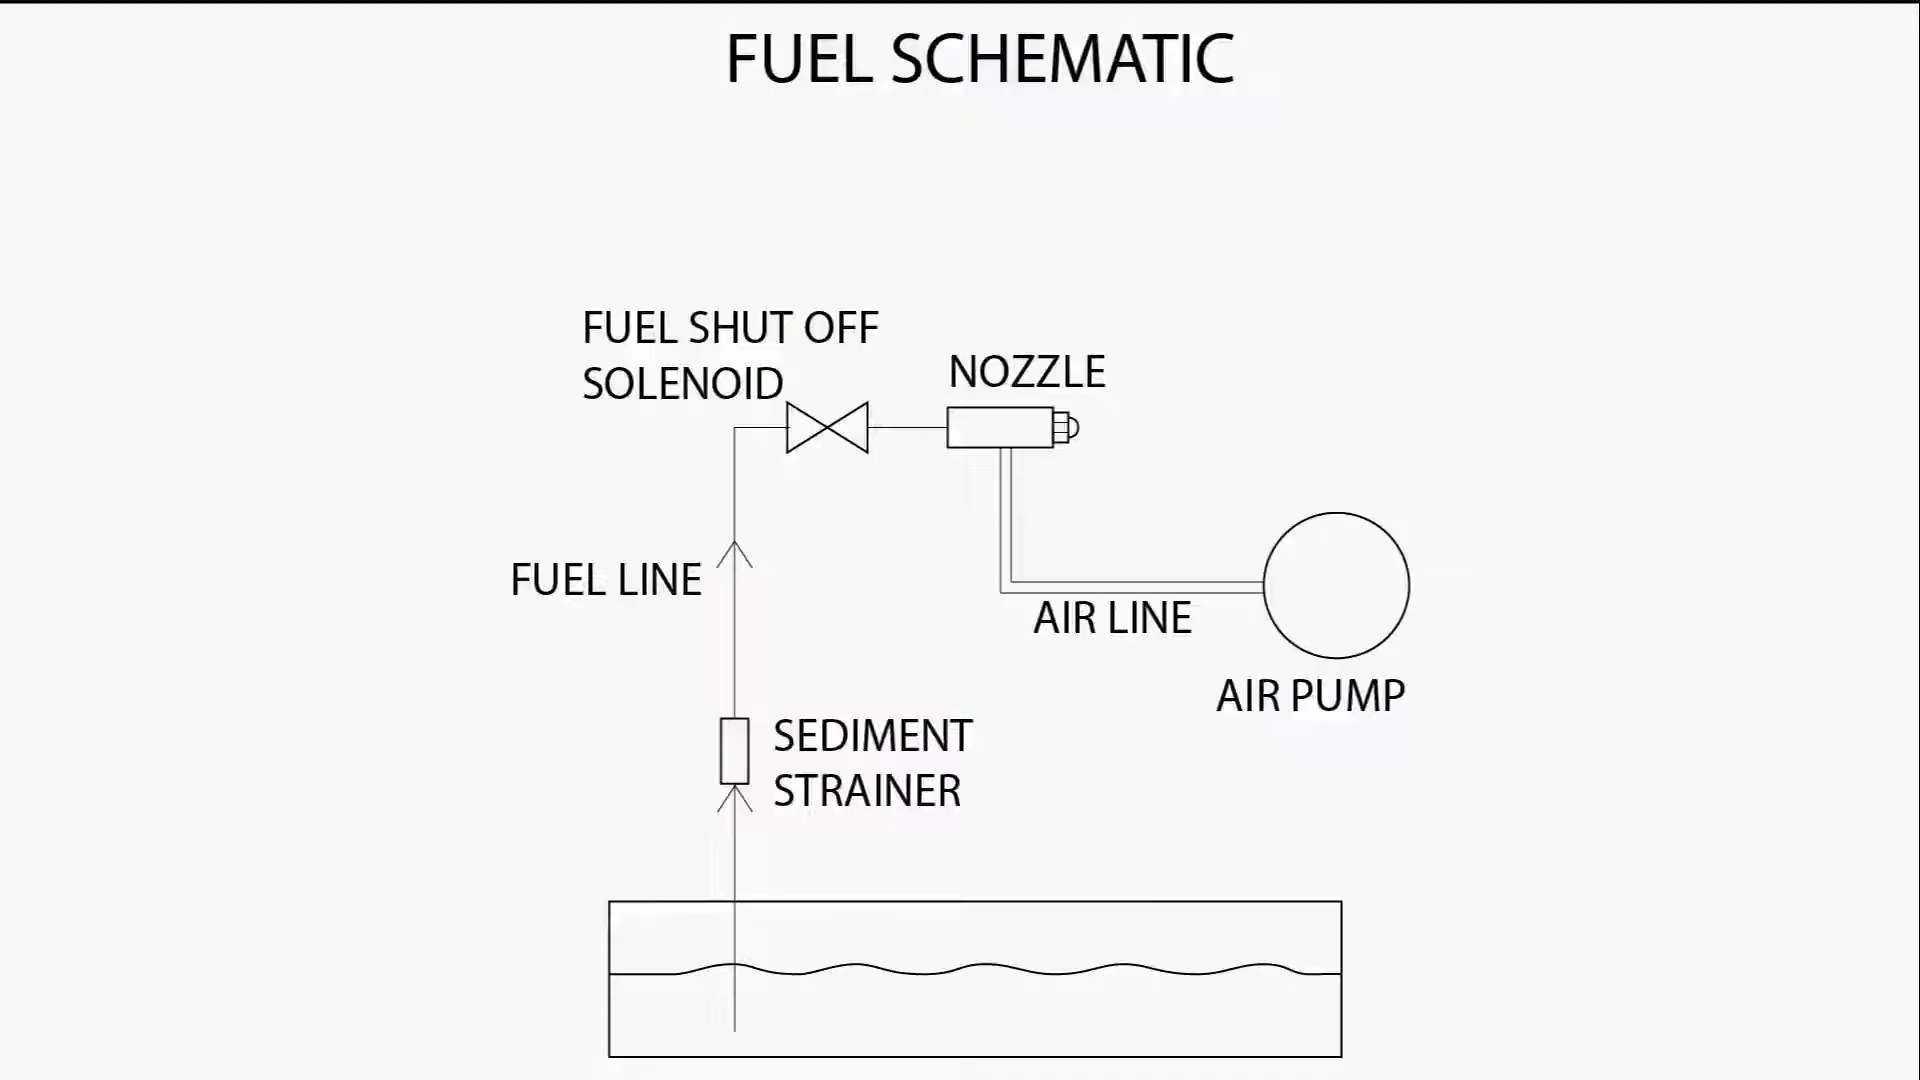 FUEL SCHEMATIC
FUEL SHUT OFF
SOLENOID
NOZZLE
FUEL LINE
AIR LINE
AIR PUMP
SEDIMENT
STRAINER